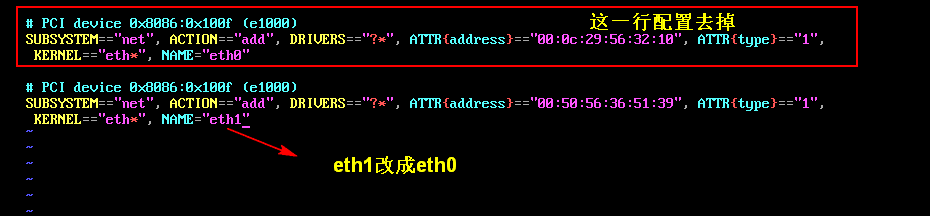 这一行配置去掉
# PCI device 0x8086:0x100f (e1000)
SUBSYSTEM=="net", ACTION=="add", DRIVERS=="?*", ATTR{address}=="00:0c:29:56:32:10", ATTR{type}=="1",
KERNEL=="eth*", NAME="eth0"
# PCI device 0x8086:0x100f (e1000)
SUBSYSTEM=="net", ACTION=="add", DRIVERS=="?*", ATTR{address}=="00:50:56:36:51:39", ATTR{type}=="1",
KERNEL=="eth*", NAME="eth1"
~
~
~
eth1改成eth0
~
~
~